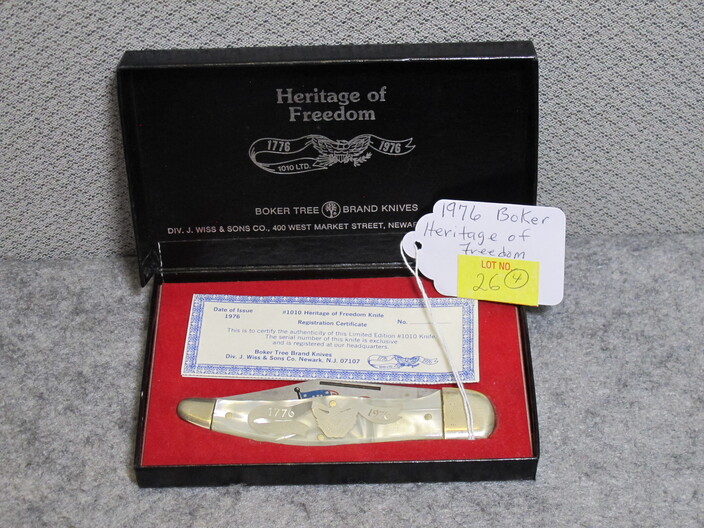 Heritage of
Freedom
1776 1976
1010 LTD.
BOKER TREE BRAND KNIVES
DIV. J. WISS & SONS CO., 400 WEST MARKET STREET, NEWARK
1976 Boker
Heritage of
Freedom
LOT NO
26 4
Date of Issue
1976
#1010 Heritage of Freedom Knife
Registration Certificate
No.
This is to certify the authenticity of this Limited Edition #1010 Knife
The serial number of this knife is exclusive
and is registered at our headquarters.
Boker Tree Brand Knives
Div. J. Wiss & Sons Co. Newark, N.J. 07107
1776